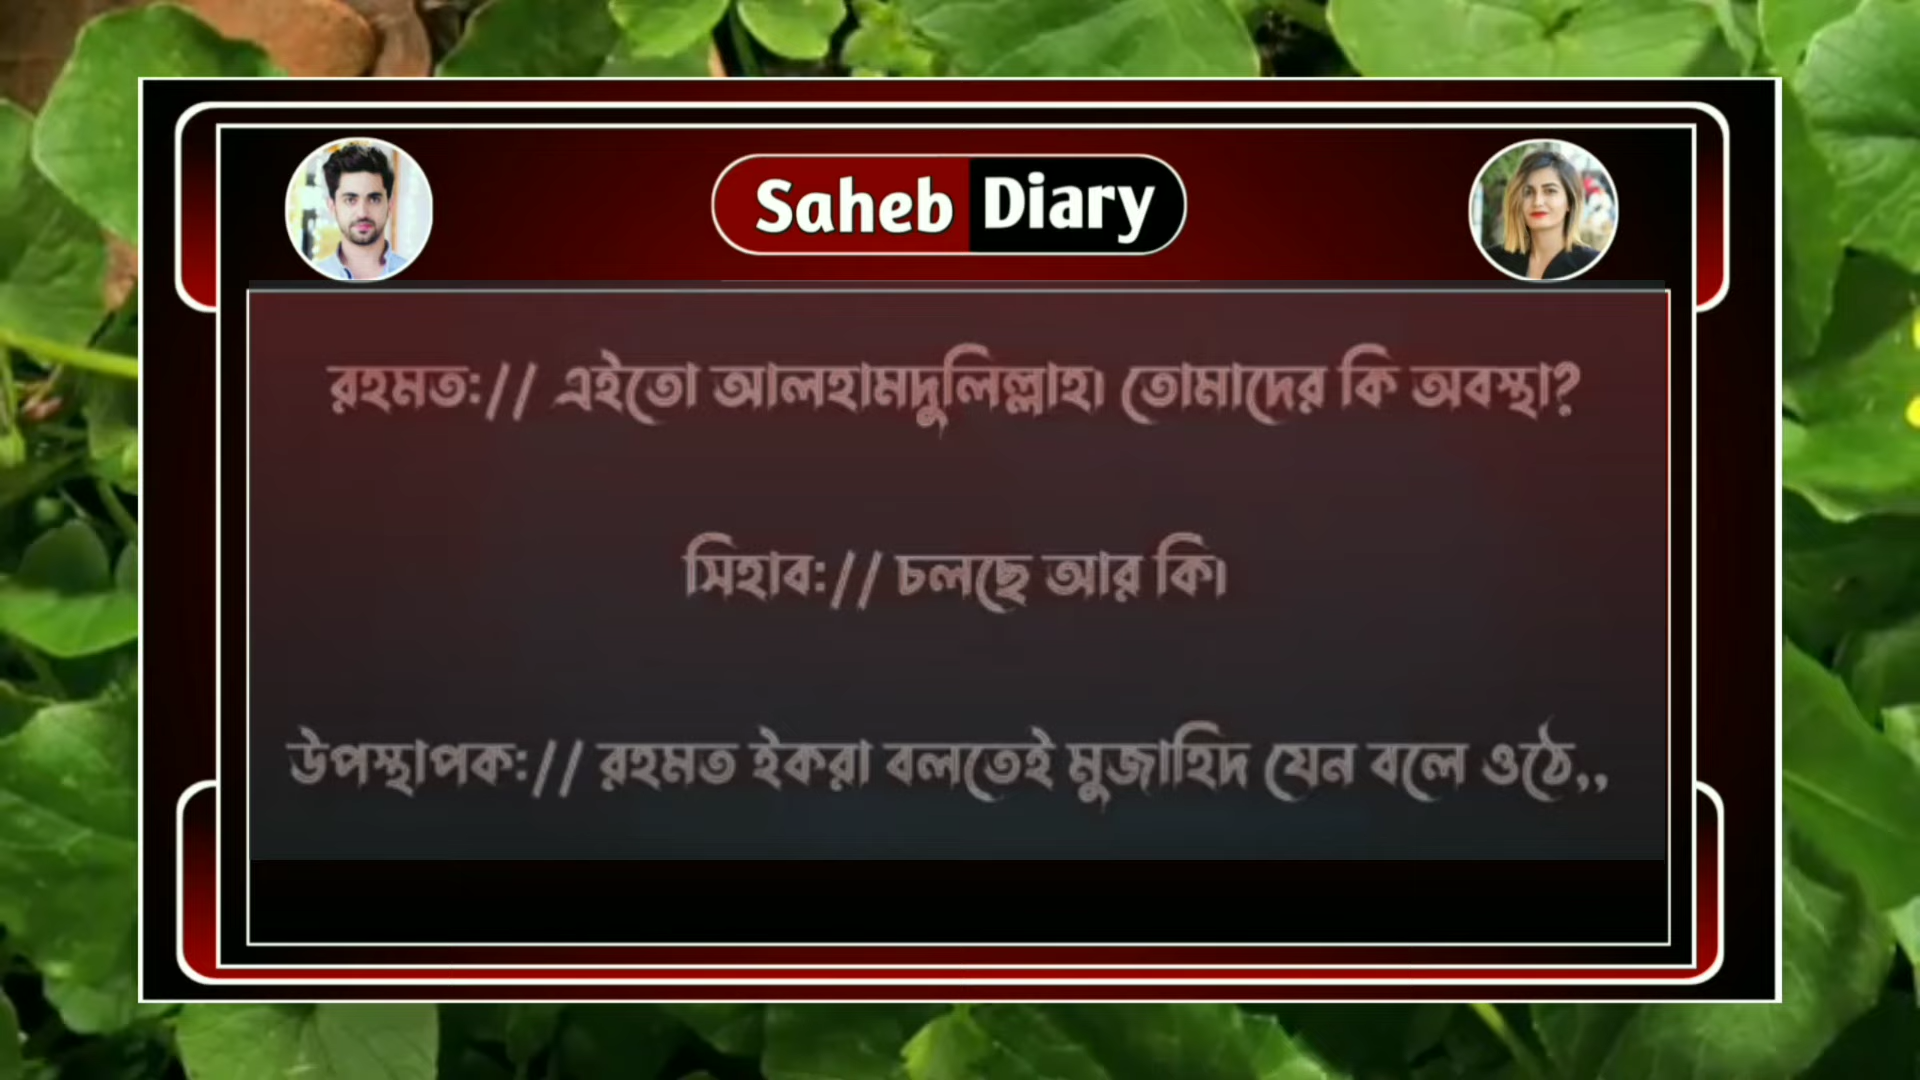 Saheb Diary
রহমত:// এইতো আলহামদুলিল্লাহ। তোমাদের কি অবস্থা?
সিহাব:// চলছে আর কি।
উপস্থাপক:// রহমত ইকরা বলতেই মুজাহিদ যেন বলে ওঠে,,